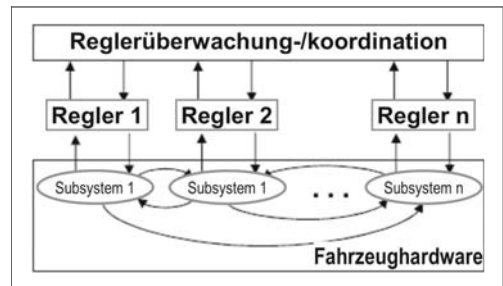 Reglerüberwachung-/koordination
Regler 1 Regler 2 Regler n
Subsystem 1 Subsystem 1 ... Subsystem n
Fahrzeughardware